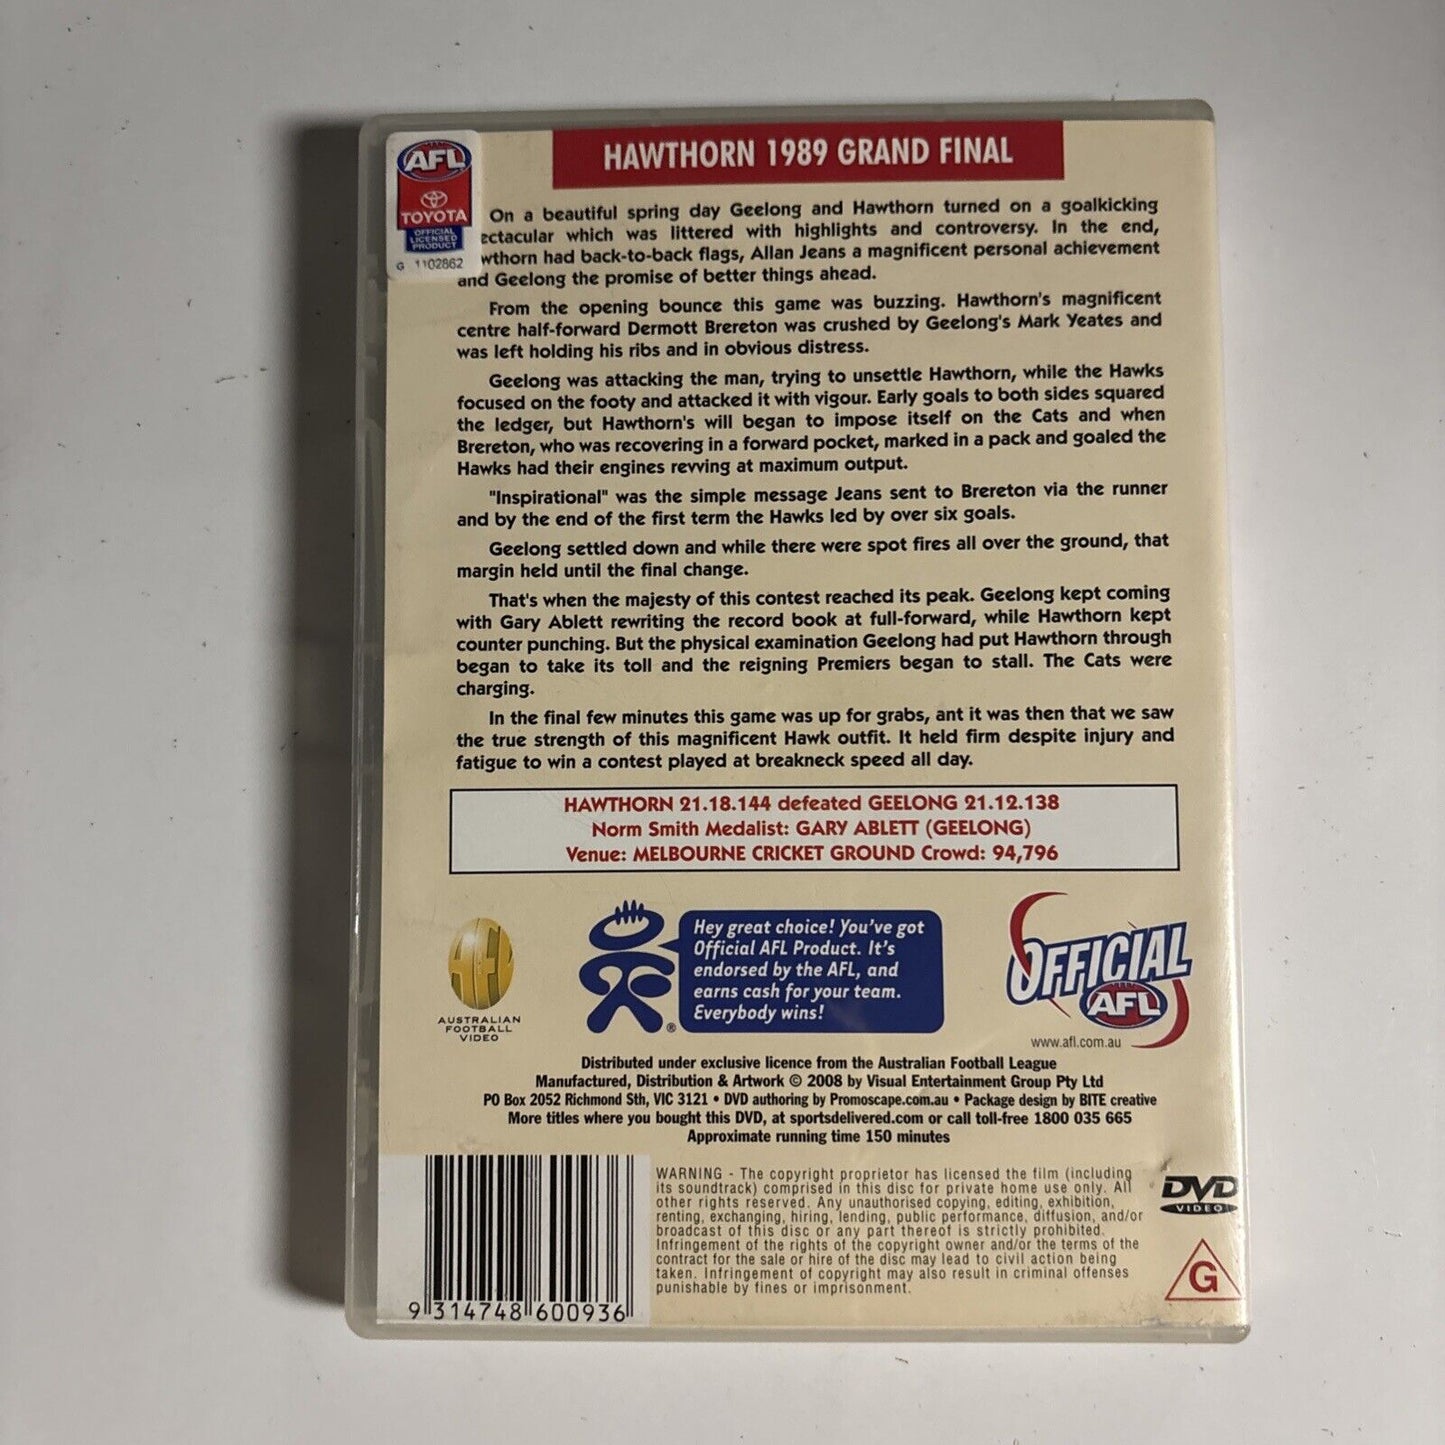 AFL
TOYOTA
OFFICIAL
LICENSED
PRODUCT
G 1102862
HAWTHORN 1989 GRAND FINAL
On a beautiful spring day Geelong and Hawthorn turned on a goalkicking
ectacular which was littered with highlights and controversy. In the end,
wthorn had back-to-back flags, Allan Jeans a magnificent personal achievement
and Geelong the promise of better things ahead.
From the opening bounce this game was buzzing. Hawthorn's magnificent
centre half-forward Dermott Brereton was crushed by Geelong's Mark Yeates and
was left holding his ribs and in obvious distress.
Geelong was attacking the man, trying to unsettle Hawthorn, while the Hawks
focused on the footy and attacked it with vigour. Early goals to both sides squared
the ledger, but Hawthorn's will began to impose itself on the Cats and when
Brereton, who was recovering in a forward pocket, marked in a pack and goaled the
Hawks had their engines revving at maximum output.
"Inspirational" was the simple message Jeans sent to Brereton via the runner
and by the end of the first term the Hawks led by over six goals.
Geelong settled down and while there were spot fires all over the ground, that
margin held until the final change.
That's when the majesty of this contest reached its peak. Geelong kept coming
with Gary Ablett rewriting the record book at full-forward, while Hawthorn kept
counter punching. But the physical examination Geelong had put Hawthorn through
began to take its toll and the reigning Premiers began to stall. The Cats were
charging.
In the final few minutes this game was up for grabs, ant it was then that we saw
the true strength of this magnificent Hawk outfit. It held firm despite injury and
fatigue to win a contest played at breakneck speed all day.
HAWTHORN 21.18.144 defeated GEELONG 21.12.138
Norm Smith Medalist: GARY ABLETT (GEELONG)
Venue: MELBOURNE CRICKET GROUND Crowd: 94,796
AFL
AUSTRALIAN
FOOTBALL
VIDEO
®
Hey great choice! You've got
Official AFL Product. It's
endorsed by the AFL, and
earns cash for your team.
Everybody wins!
OFFICIAL
AFL
www.afl.com.au
Distributed under exclusive licence from the Australian Football League
Manufactured, Distribution & Artwork © 2008 by Visual Entertainment Group Pty Ltd
PO Box 2052 Richmond Sth, VIC 3121 • DVD authoring by Promoscape.com.au • Package design by BITE creative
More titles where you bought this DVD, at sportsdelivered.com or call toll-free 1800 035 665
Approximate running time 150 minutes
9 314748 600936
WARNING - The copyright proprietor has licensed the film (including
its soundtrack) comprised in this disc for private home use only. All
other rights reserved. Any unauthorised copying, editing, exhibition,
renting, exchanging, hiring, lending, public performance, diffusion, and/or
broadcast of this disc or any part thereof is strictly prohibited.
Infringement of the rights of the copyright owner and/or the terms of the
contract for the sale or hire of the disc may lead to civil action being
taken. Infringement of copyright may also result in criminal offenses
punishable by fines or imprisonment.
DVD
VIDEO
G